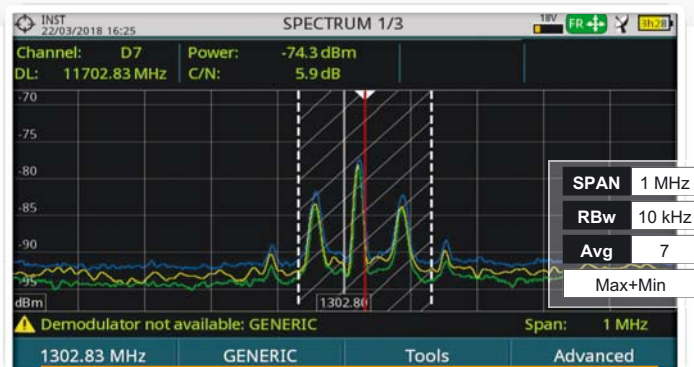 INST
22/03/2018 16:25
SPECTRUM 1/3
18V
FR
3h28
Channel: D7 Power: -74.3 dBm
DL: 11702.83 MHz C/N: 5.9 dB
-70
-75
-80
-85
-90
-95
dBm
1302.80
SPAN 1 MHz
RBw 10 kHz
Avg 7
Max+Min
Demodulator not available: GENERIC Span: 1 MHz
1302.83 MHz GENERIC Tools Advanced